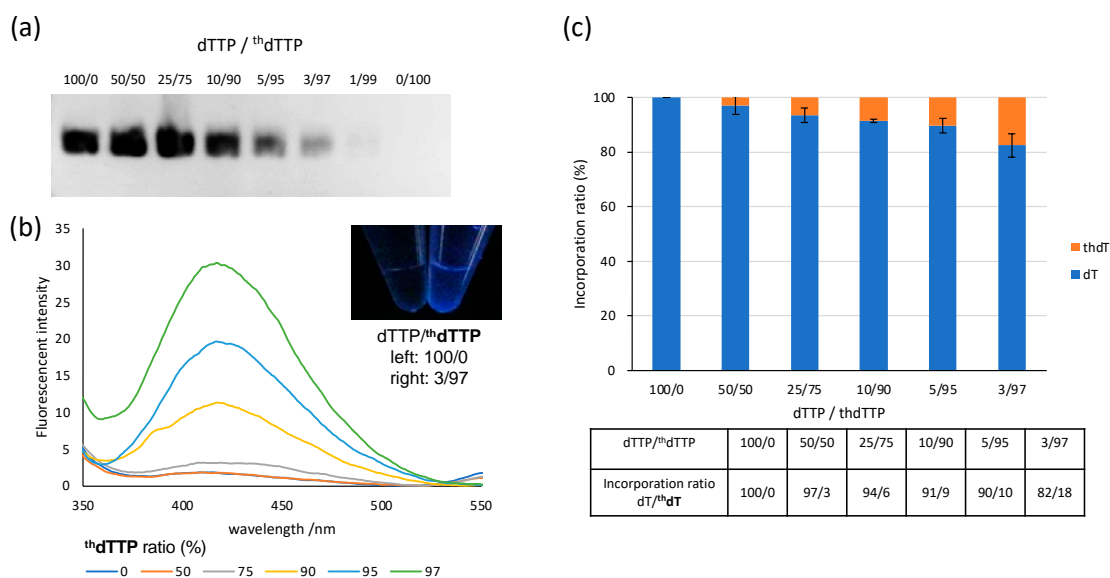 (a)
dTTP / ᵗʰdTTP
100/0 50/50 25/75 10/90 5/95 3/97 1/99 0/100
(b)
35
30
25
20
15
10
5
0
Fluorescent intensity
350 400 450 500 550
wavelength /nm
dTTP/ᵗʰdTTP
left: 100/0
right: 3/97
ᵗʰdTTP ratio (%)
0 50 75 90 95 97
(c)
100
80
60
40
20
0
Incorporation ratio (%)
100/0 50/50 25/75 10/90 5/95 3/97
dTTP / thdTTP
thdT
dT
dTTP/ᵗʰdTTP 100/0 50/50 25/75 10/90 5/95 3/97
Incorporation ratio
dT/ᵗʰdT 100/0 97/3 94/6 91/9 90/10 82/18